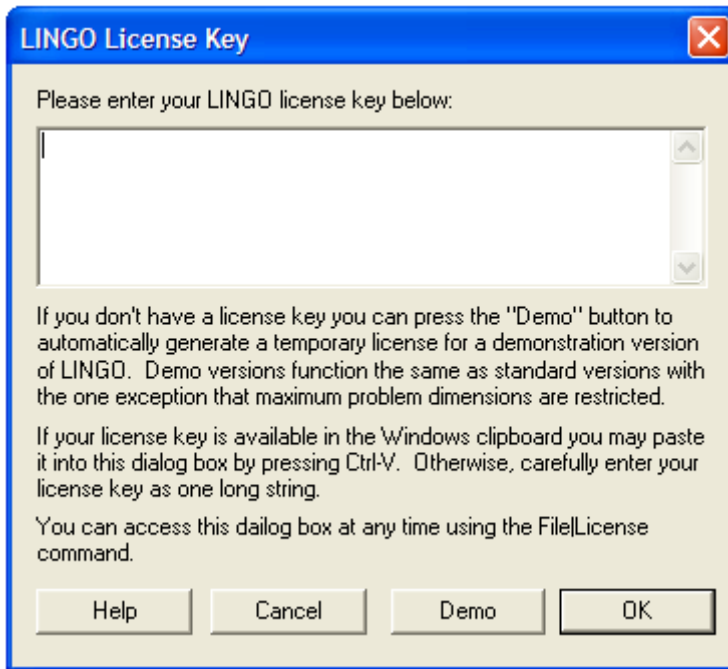 LINGO License Key
Please enter your LINGO license key below:
If you don't have a license key you can press the "Demo" button to
automatically generate a temporary license for a demonstration version
of LINGO.  Demo versions function the same as standard versions with
the one exception that maximum problem dimensions are restricted.
If your license key is available in the Windows clipboard you may paste
it into this dialog box by pressing Ctrl-V.  Otherwise, carefully enter your
license key as one long string.
You can access this dailog box at any time using the File|License
command.
Help Cancel Demo OK